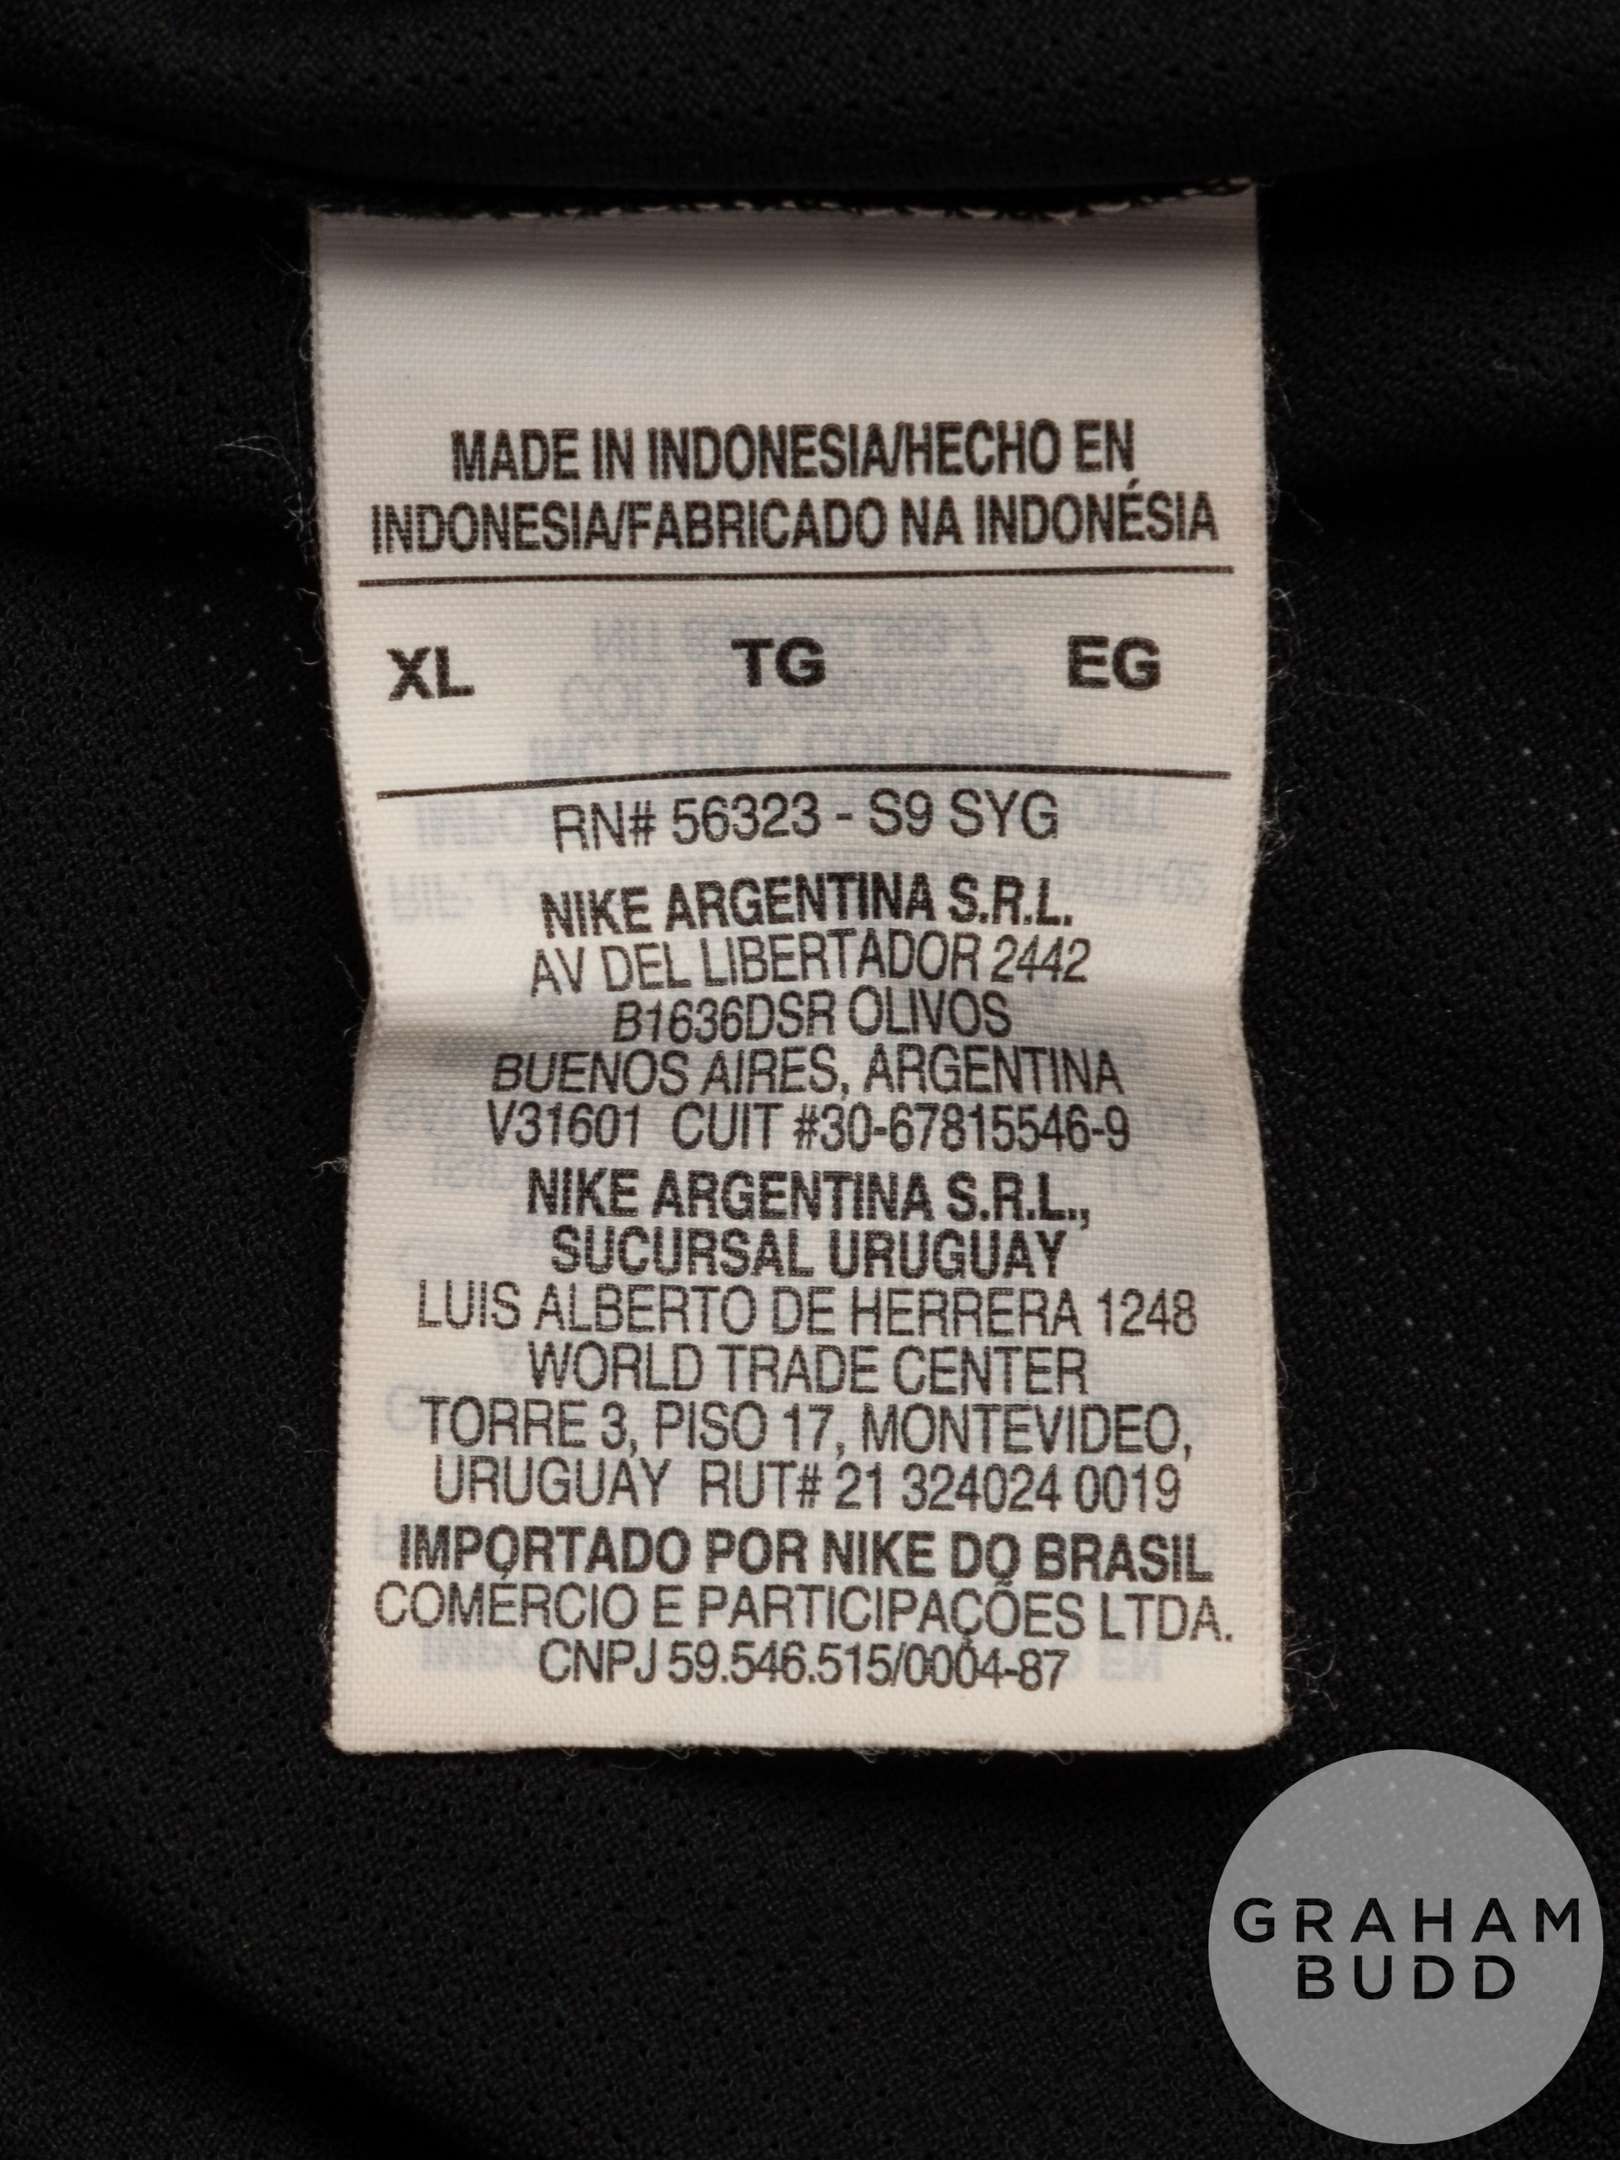 MADE IN INDONESIA/HECHO EN
INDONESIA/FABRICADO NA INDONÉSIA
XL TG EG
RN# 56323 - S9 SYG
NIKE ARGENTINA S.R.L.
AV DEL LIBERTADOR 2442
B1636DSR OLIVOS
BUENOS AIRES, ARGENTINA
V31601 CUIT #30-67815546-9
NIKE ARGENTINA S.R.L.,
SUCURSAL URUGUAY
LUIS ALBERTO DE HERRERA 1248
WORLD TRADE CENTER
TORRE 3, PISO 17, MONTEVIDEO,
URUGUAY RUT# 21 324024 0019
IMPORTADO POR NIKE DO BRASIL
COMÉRCIO E PARTICIPAÇÕES LTDA.
CNPJ 59.546.515/0004-87
GRAHAM
BUDD